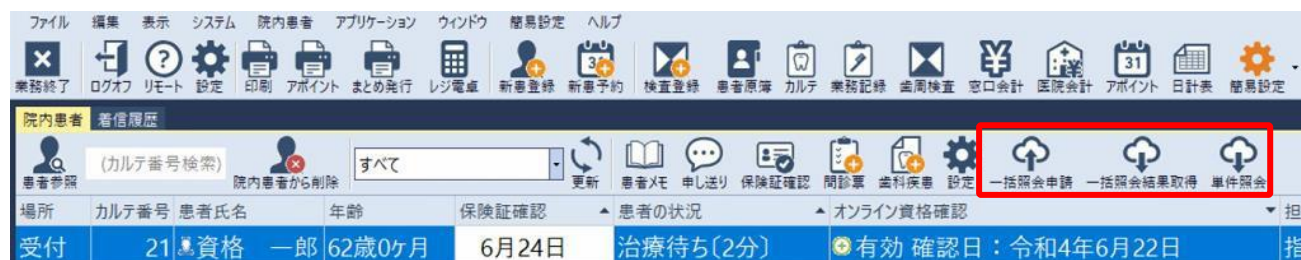 ファイル 編集 表示 システム 院内患者 アプリケーション ウィンドウ 簡易設定 ヘルプ
業務終了 ログオフ リモート 設定 印刷 アポイント まとめ発行 レジ電卓 新患登録 新患予約 検査登録 患者原簿 カルテ 業務記録 歯周検査 窓口会計 医院会計 アポイント 日計表 簡易設定
院内患者 着信履歴
患者参照 (カルテ番号検索) 院内患者から削除 すべて 更新 患者メモ 申し送り 保険証確認 問診票 歯科疾患 設定 一括照会申請 一括照会結果取得 単件照会
場所 カルテ番号 患者氏名 年齢 保険証確認 患者の状況 オンライン資格確認 担
受付 21 資格 一郎 62歳0ヶ月 6月24日 治療待ち〔2分〕 有効 確認日：令和4年6月22日 指